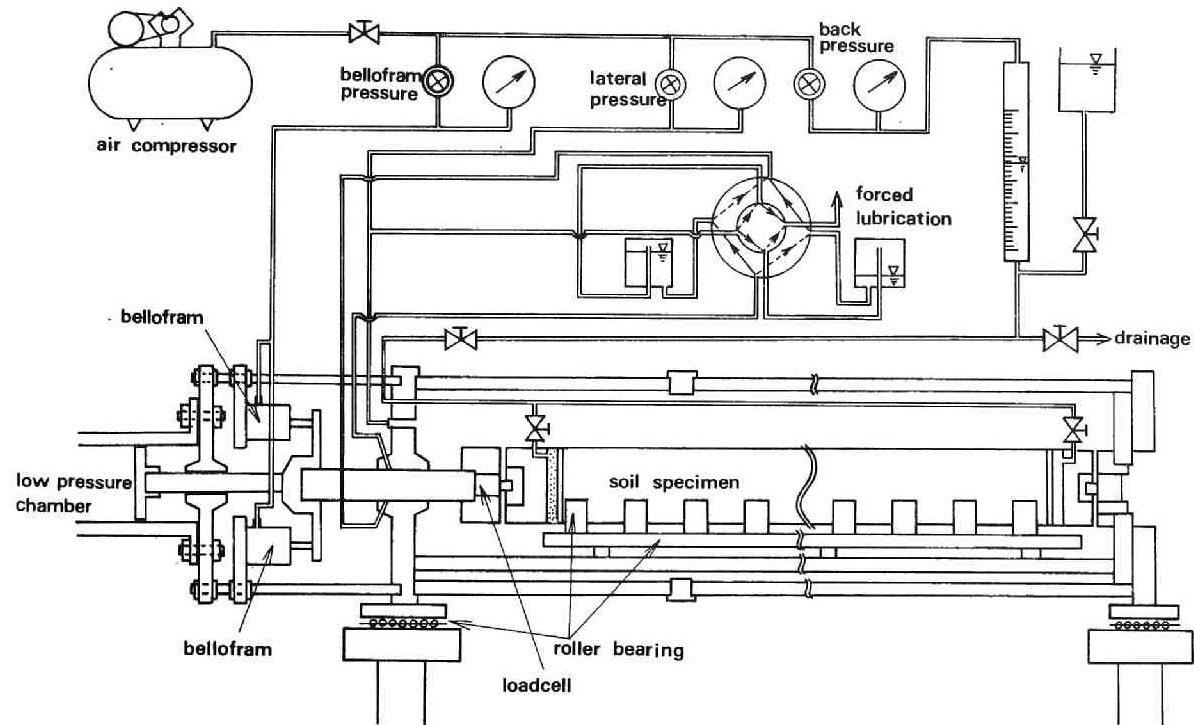 back
pressure
bellofram
pressure
lateral
pressure
air compressor
forced
lubrication
bellofram
drainage
low pressure
chamber
soil specimen
bellofram
roller bearing
loadcell